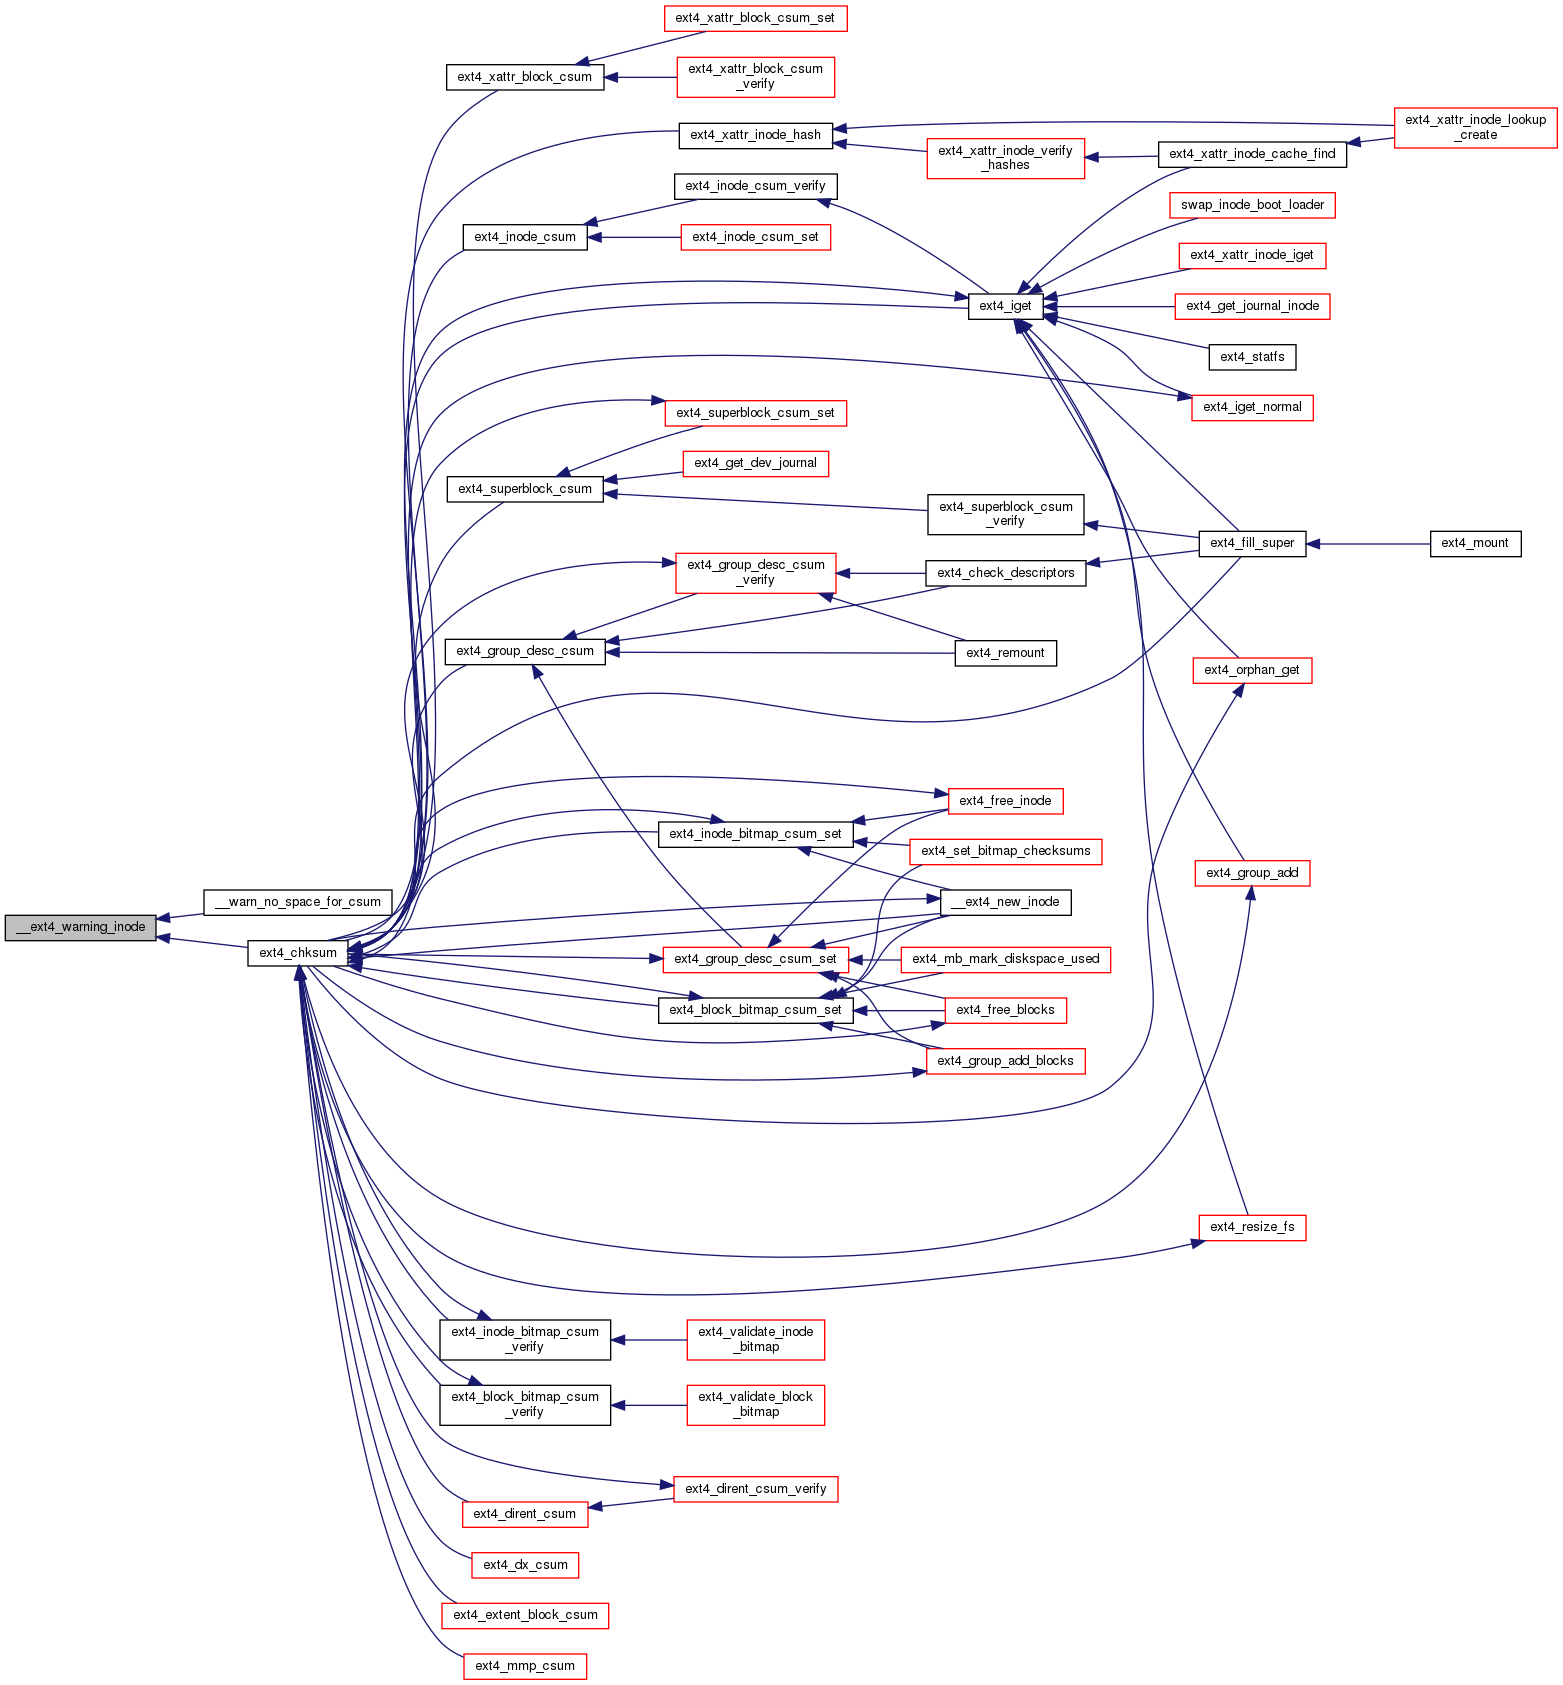 ext4_xattr_block_csum_set
ext4_xattr_block_csum
ext4_xattr_block_csum
_verify
ext4_xattr_inode_hash
ext4_xattr_inode_lookup
_create
ext4_xattr_inode_verify
_hashes
ext4_xattr_inode_cache_find
ext4_inode_csum_verify
swap_inode_boot_loader
ext4_inode_csum
ext4_inode_csum_set
ext4_xattr_inode_iget
ext4_iget
ext4_get_journal_inode
ext4_statfs
ext4_iget_normal
ext4_superblock_csum_set
ext4_get_dev_journal
ext4_superblock_csum
ext4_superblock_csum
_verify
ext4_fill_super
ext4_mount
ext4_group_desc_csum
_verify
ext4_check_descriptors
ext4_group_desc_csum
ext4_remount
ext4_orphan_get
ext4_free_inode
ext4_inode_bitmap_csum_set
ext4_set_bitmap_checksums
ext4_group_add
__warn_no_space_for_csum
__ext4_new_inode
__ext4_warning_inode
ext4_chksum
ext4_group_desc_csum_set
ext4_mb_mark_diskspace_used
ext4_block_bitmap_csum_set
ext4_free_blocks
ext4_group_add_blocks
ext4_resize_fs
ext4_inode_bitmap_csum
_verify
ext4_validate_inode
_bitmap
ext4_block_bitmap_csum
_verify
ext4_validate_block
_bitmap
ext4_dirent_csum_verify
ext4_dirent_csum
ext4_dx_csum
ext4_extent_block_csum
ext4_mmp_csum